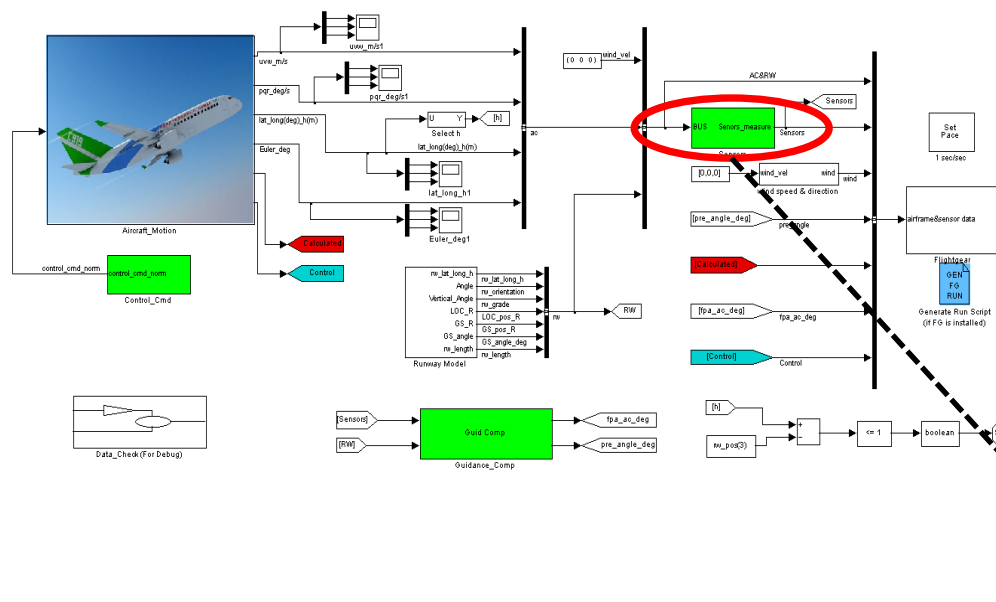 uvw_m/s1
uvw_m/s
pqr_deg/s
pqr_deg/s1
lat_long(deg)_h(m)
U Y
Select h
[h]
lat_long(deg)_h(m)
Euler_deg
lat_long_h1
Euler_deg1
Aircraft_Motion
Calculated
Control
control_cmd_norm
control_cmd_norm
Control_Cmd
ac
(0 0 0)
wind_vel
AC&RW
Sensors
BUS Senors_measure
Sensors
[0,0,0]
wind_vel wind
wind
wind speed & direction
[pre_angle_deg]
pre_angle
[Calculated]
[fpa_ac_deg]
fpa_ac_deg
[Control]
Control
Set
Pace
1 sec/sec
airframe&sensor data
Flightgear
GEN
FG
RUN
Generate Run Script
(if FG is installed)
rw_lat_long_h
Angle
Vertical_Angle
LOC_R
GS_R
GS_angle
rw_length
rw_lat_long_h
rw_orientation
rw_grade
LOC_pos_R
GS_pos_R
GS_angle_deg
rw_length
Runway Model
rw
RW
Data_Check(For Debug)
[Sensors]
[RW]
Guid Comp
Guidance_Comp
fpa_ac_deg
pre_angle_deg
[h]
rw_pos(3)
+
−
<= 1
boolean